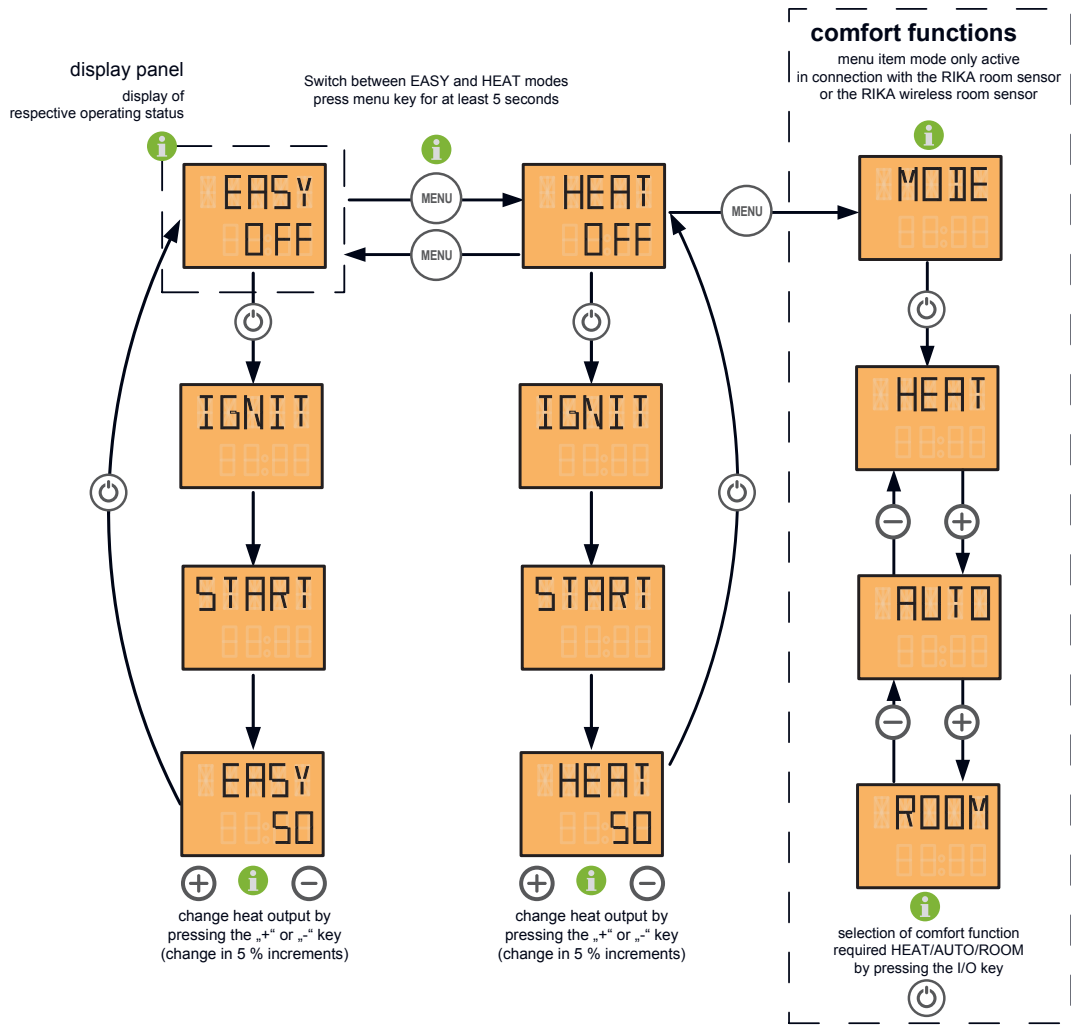 comfort functions
menu item mode only active
in connection with the RIKA room sensor
or the RIKA wireless room sensor
display panel
display of
respective operating status
Switch between EASY and HEAT modes
press menu key for at least 5 seconds
EASY
OFF
MENU
MENU
HEAT
OFF
MENU
MODE
IGNIT
IGNIT
HEAT
START
START
AUTO
EASY
50
HEAT
50
ROOM
change heat output by
pressing the „+“ or „-“ key
(change in 5 % increments)
change heat output by
pressing the „+“ or „-“ key
(change in 5 % increments)
selection of comfort function
required HEAT/AUTO/ROOM
by pressing the I/O key